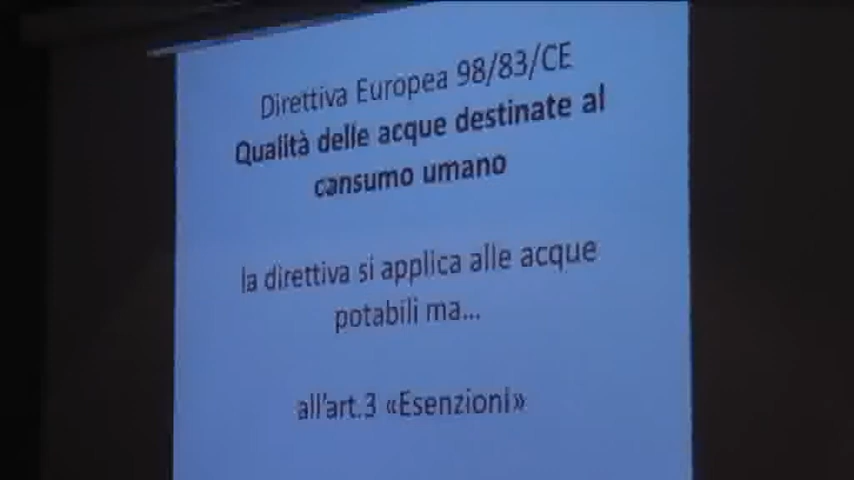 Direttiva Europea 98/83/CE
Qualità delle acque destinate al
consumo umano
la direttiva si applica alle acque
potabili ma...
all'art.3 «Esenzioni»